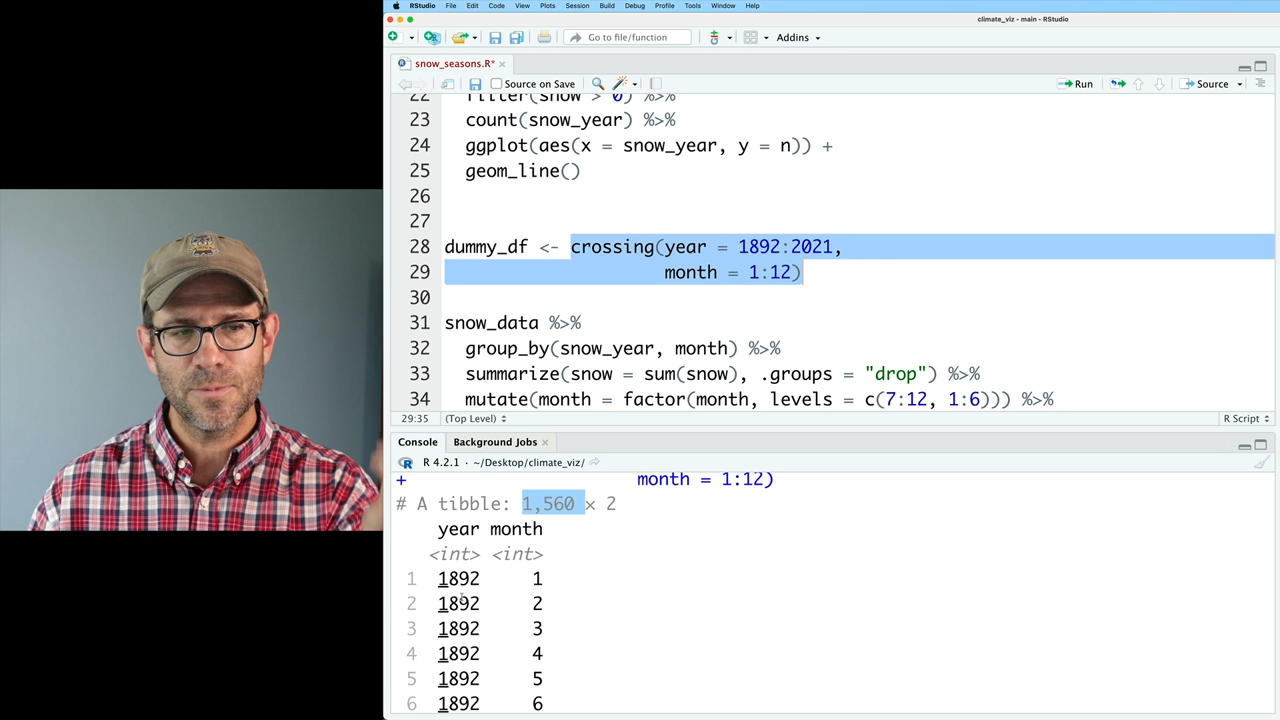 RStudio File Edit Code View Plots Session Build Debug Profile Tools Window Help
climate_viz - main - RStudio
Go to file/function Addins
snow_seasons.R*
Source on Save Run Source
22 filter(snow > 0) %>%
23 count(snow_year) %>%
24 ggplot(aes(x = snow_year, y = n)) +
25 geom_line()
26
27
28 dummy_df <- crossing(year = 1892:2021,
29 month = 1:12)
30
31 snow_data %>%
32 group_by(snow_year, month) %>%
33 summarize(snow = sum(snow), .groups = "drop") %>%
34 mutate(month = factor(month, levels = c(7:12, 1:6))) %>%
29:35 (Top Level) R Script
Console Background Jobs
R 4.2.1 · ~/Desktop/climate_viz/
+ month = 1:12)
# A tibble: 1,560 × 2
year month
<int> <int>
1 1892 1
2 1892 2
3 1892 3
4 1892 4
5 1892 5
6 1892 6